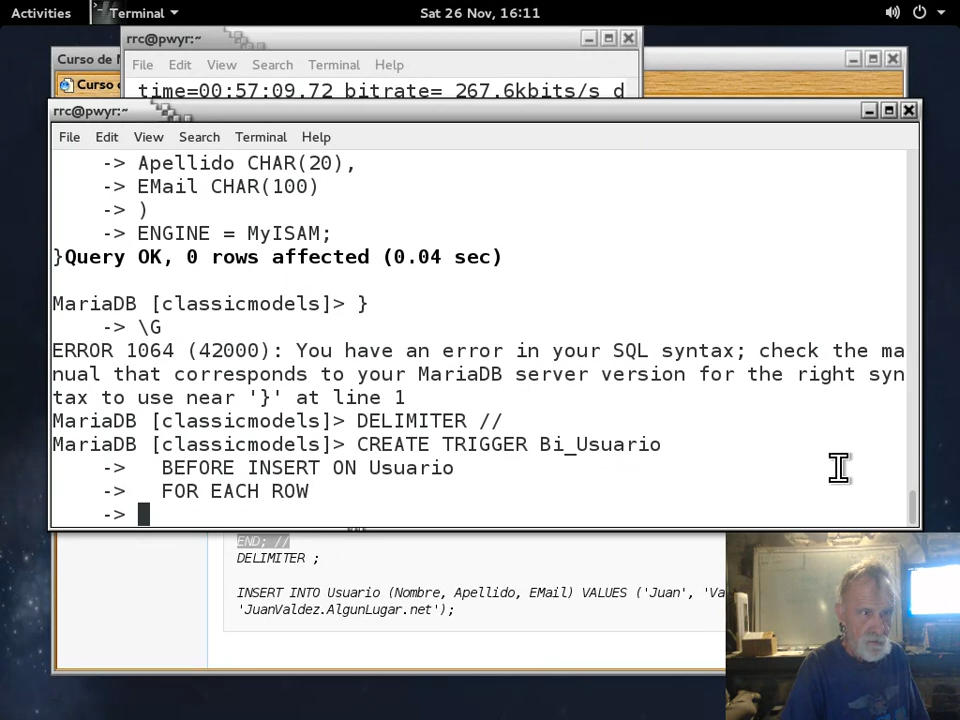 Activities Terminal Sat 26 Nov, 16:11
rrc@pwyr:~
Curso de
File Edit View Search Terminal Help
Curso
time=00:57:09.72 bitrate= 267.6kbits/s d
rrc@pwyr:~
File Edit View Search Terminal Help
-> Apellido CHAR(20),
-> EMail CHAR(100)
-> )
-> ENGINE = MyISAM;
}Query OK, 0 rows affected (0.04 sec)
MariaDB [classicmodels]> }
-> \G
ERROR 1064 (42000): You have an error in your SQL syntax; check the ma
nual that corresponds to your MariaDB server version for the right syn
tax to use near '}' at line 1
MariaDB [classicmodels]> DELIMITER //
MariaDB [classicmodels]> CREATE TRIGGER Bi_Usuario
-> BEFORE INSERT ON Usuario
-> FOR EACH ROW
->
END; //
DELIMITER ;
INSERT INTO Usuario (Nombre, Apellido, EMail) VALUES ('Juan', 'Va
'JuanValdez.AlgunLugar.net');